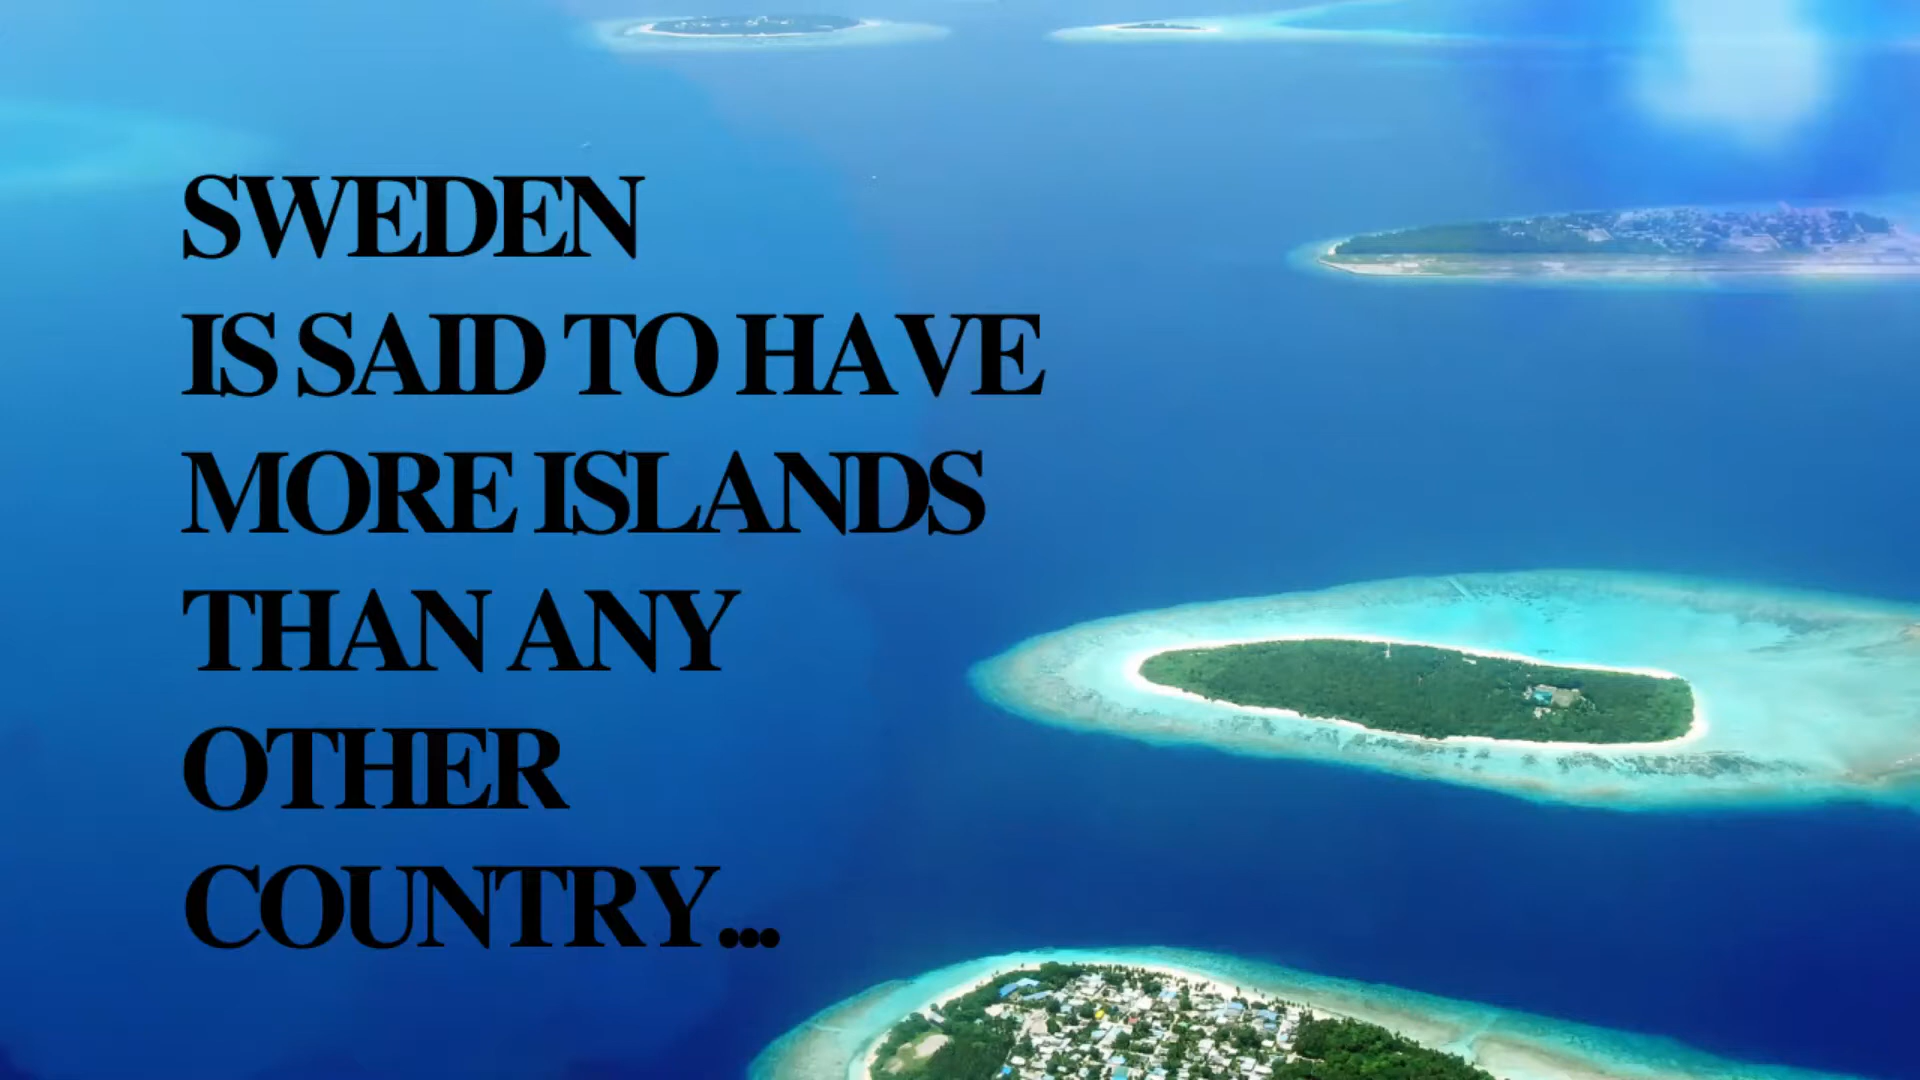 SWEDEN
IS SAID TO HAVE
MORE ISLANDS
THAN ANY
OTHER
COUNTRY...